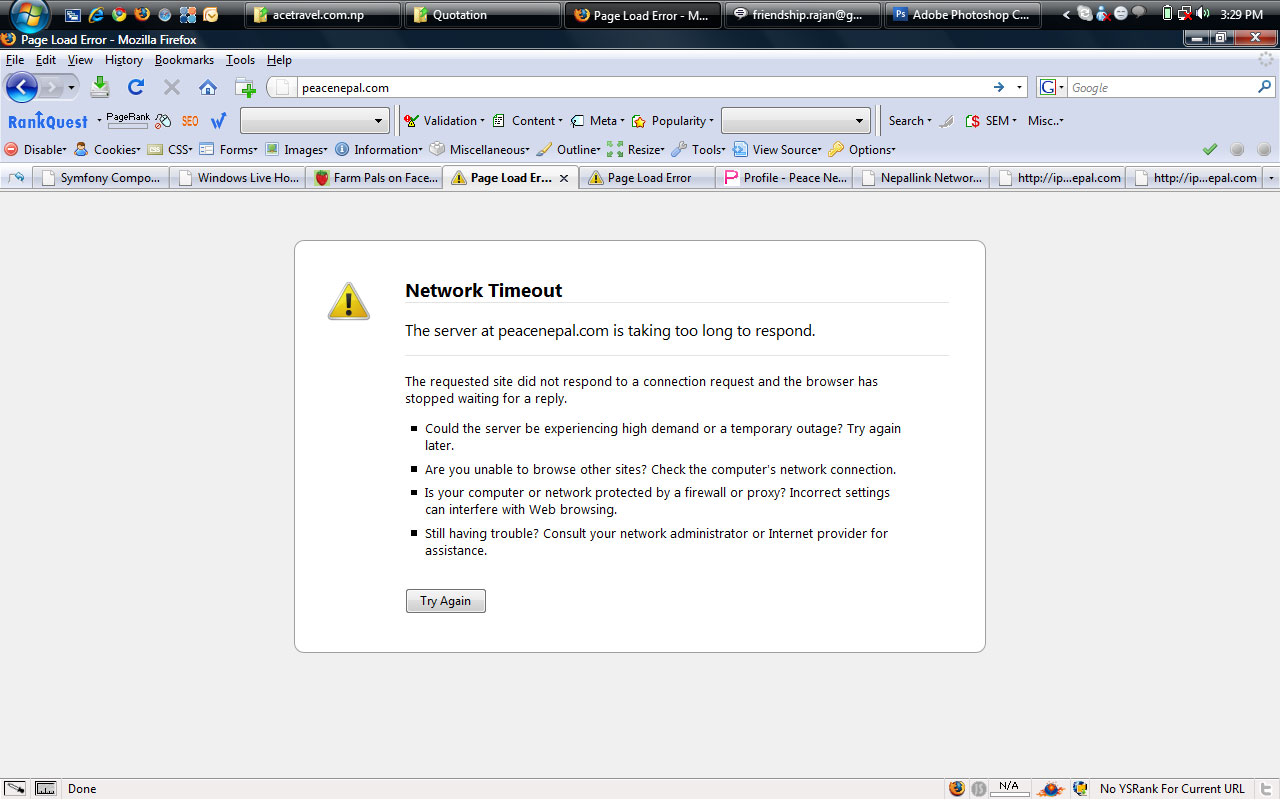 acetravel.com.np Quotation Page Load Error - M... friendship.rajan@g... Ps Adobe Photoshop C... < 3:29 PM
Page Load Error - Mozilla Firefox
File Edit View History Bookmarks Tools Help
peacenepal.com G Google
RankQuest PageRank SEO Validation Content Meta Popularity Search $ SEM Misc..
Disable Cookies CSS Forms Images Information Miscellaneous Outline Resize Tools View Source Options
Symfony Compo... Windows Live Ho... Farm Pals on Face... Page Load Er... Page Load Error Profile - Peace Ne... Nepallink Networ... http://ip...epal.com http://ip...epal.com
Network Timeout
The server at peacenepal.com is taking too long to respond.
The requested site did not respond to a connection request and the browser has
stopped waiting for a reply.
Could the server be experiencing high demand or a temporary outage? Try again
later.
Are you unable to browse other sites? Check the computer's network connection.
Is your computer or network protected by a firewall or proxy? Incorrect settings
can interfere with Web browsing.
Still having trouble? Consult your network administrator or Internet provider for
assistance.
Try Again
Done N/A No YSRank For Current URL